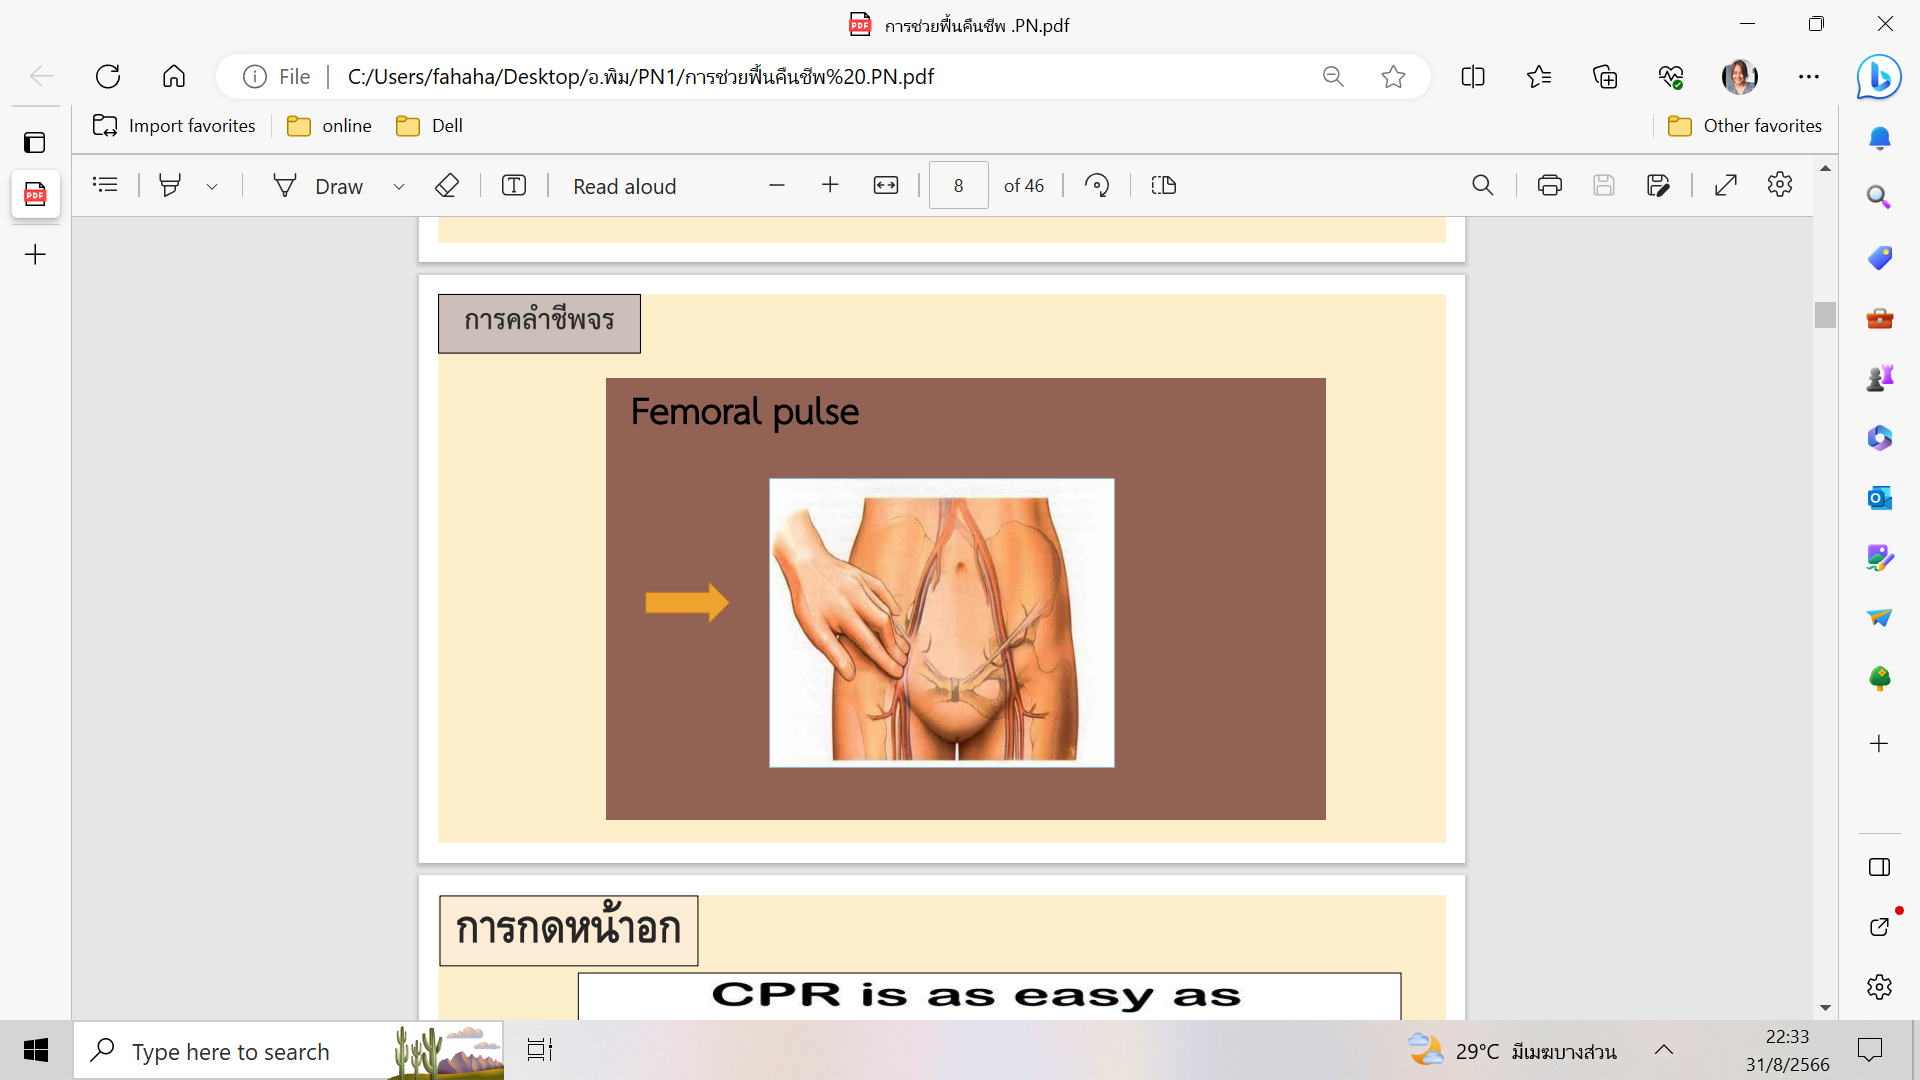 การช่วยฟื้นคืนชีพ .PN.pdf
File
C:/Users/fahaha/Desktop/อ.พิม/PN1/การช่วยฟื้นคืนชีพ%20.PN.pdf
Import favorites
online
Dell
Other favorites
Draw
Read aloud
8
of 46
การคลำชีพจร
Femoral pulse
การกดหน้าอก
CPR is as easy as
Type here to search
29°C มีเมฆบางส่วน
22:33
31/8/2566